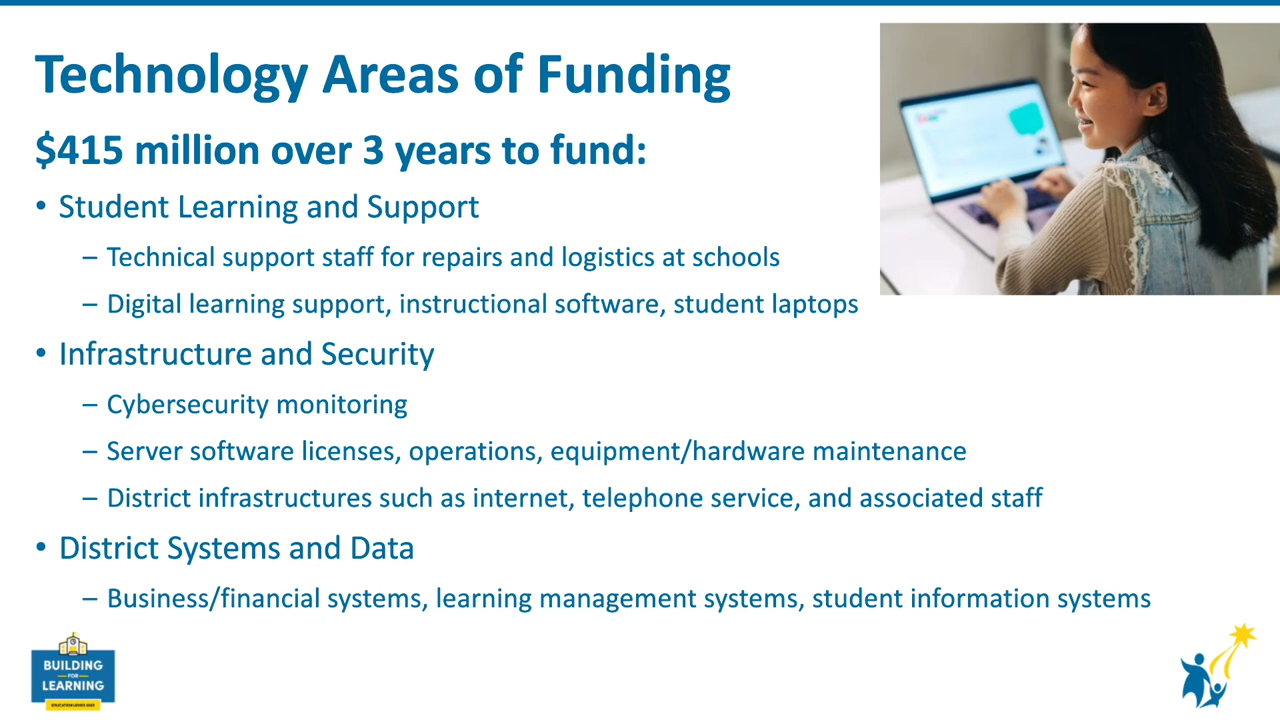 Technology Areas of Funding
$415 million over 3 years to fund:
• Student Learning and Support
– Technical support staff for repairs and logistics at schools
– Digital learning support, instructional software, student laptops
• Infrastructure and Security
– Cybersecurity monitoring
– Server software licenses, operations, equipment/hardware maintenance
– District infrastructures such as internet, telephone service, and associated staff
• District Systems and Data
– Business/financial systems, learning management systems, student information systems
BUILDING
FOR
LEARNING